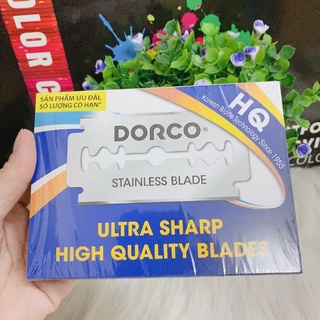 COLOR C
SẢN PHẨM ƯU ĐÃI,
SỐ LƯỢNG CÓ HẠN*
HQ
Korean Blade Technology Since 1955
DORCO®
STAINLESS BLADE
ULTRA SHARP
HIGH QUALITY BLADES